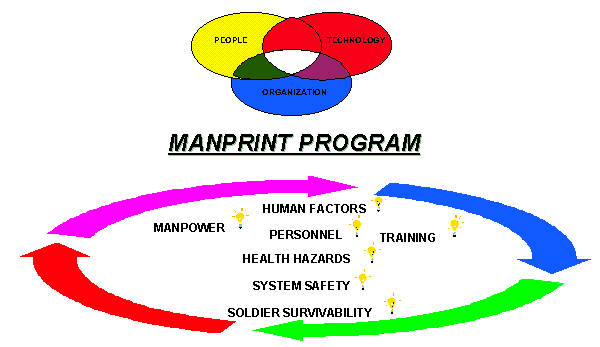 PEOPLE TECHNOLOGY
ORGANIZATION
MANPRINT PROGRAM
HUMAN FACTORS
MANPOWER
PERSONNEL TRAINING
HEALTH HAZARDS
SYSTEM SAFETY
SOLDIER SURVIVABILITY